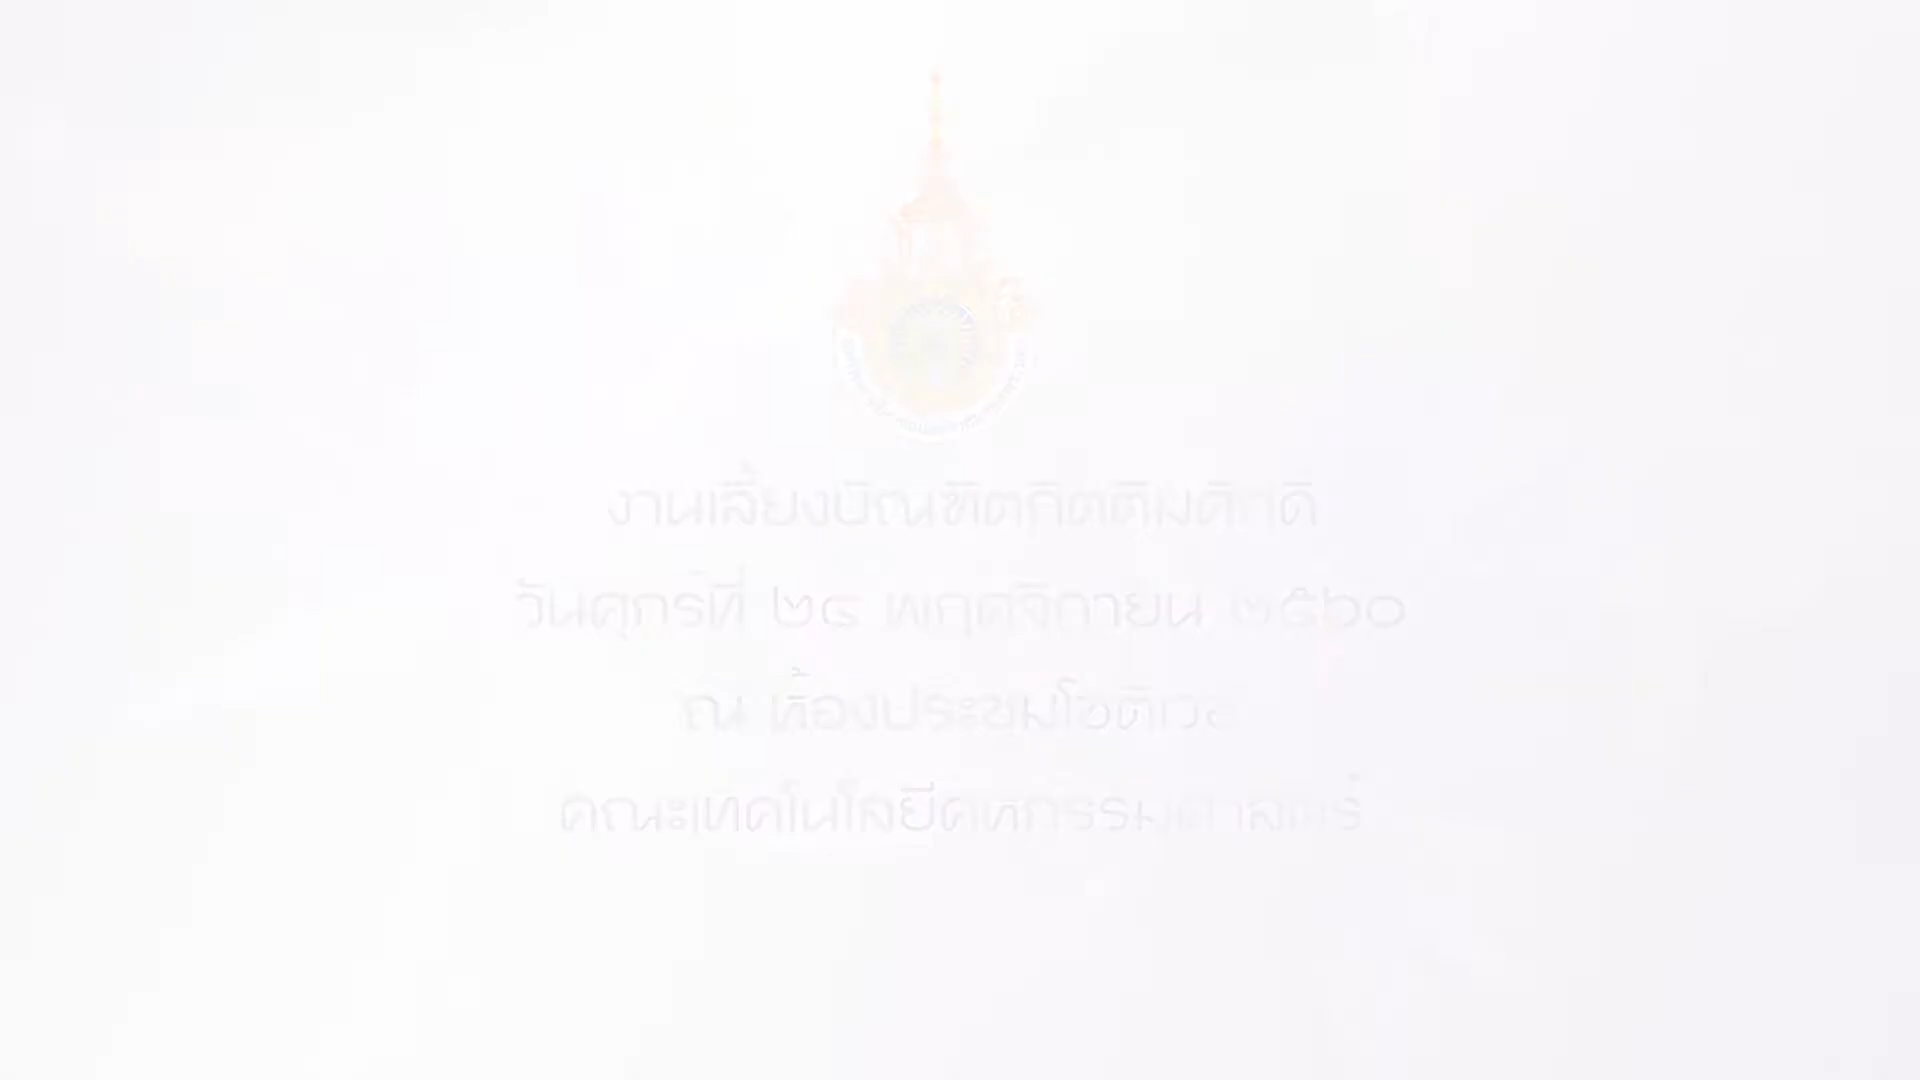 งานเลี้ยงบัณฑิตกิตติมศักดิ์
วันศุกร์ที่ ๒๔ พฤศจิกายน ๒๕๖๐
ณ ห้องประชุมโชติเวช
คณะเทคโนโลยีคหกรรมศาสตร์